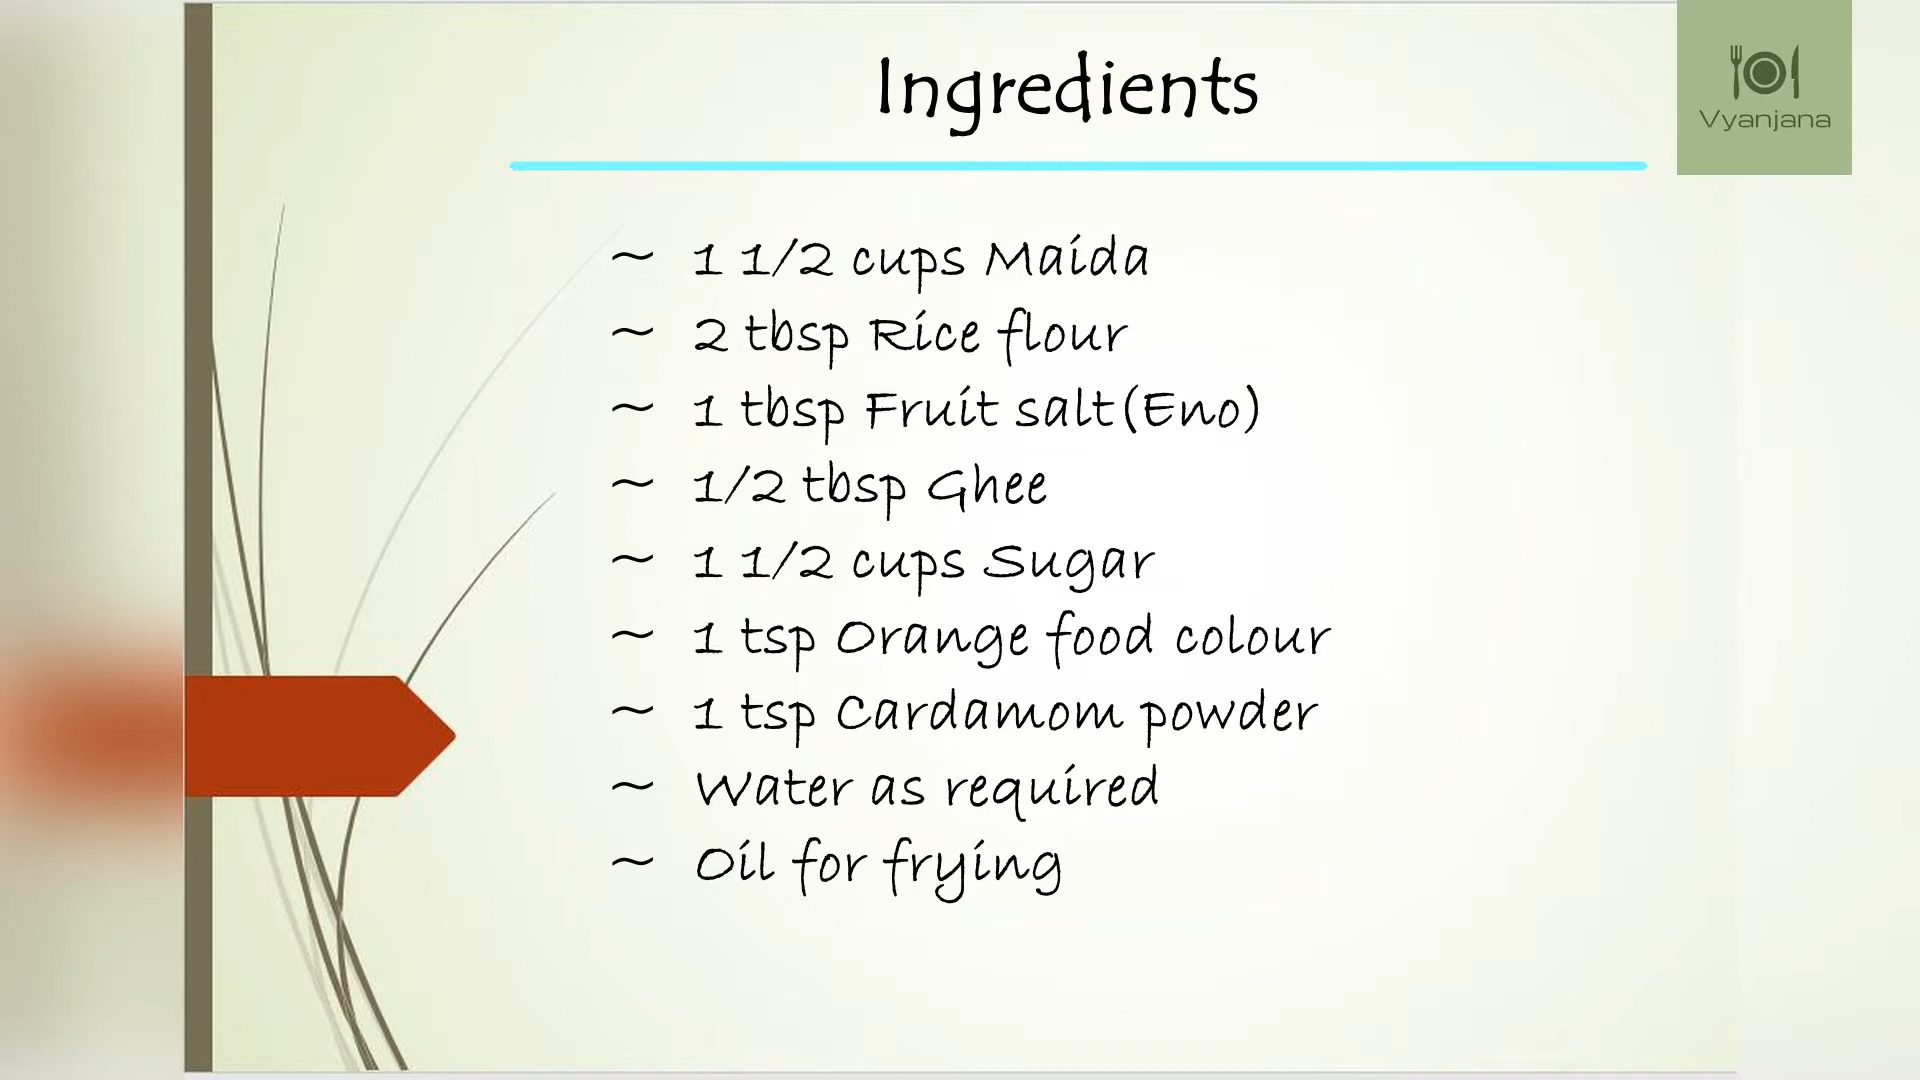 Ingredients
Vyanjana
~ 1 1/2 cups Maida
~ 2 tbsp Rice flour
~ 1 tbsp Fruit salt(Eno)
~ 1/2 tbsp Ghee
~ 1 1/2 cups Sugar
~ 1 tsp Orange food colour
~ 1 tsp Cardamom powder
~ Water as required
~ Oil for frying